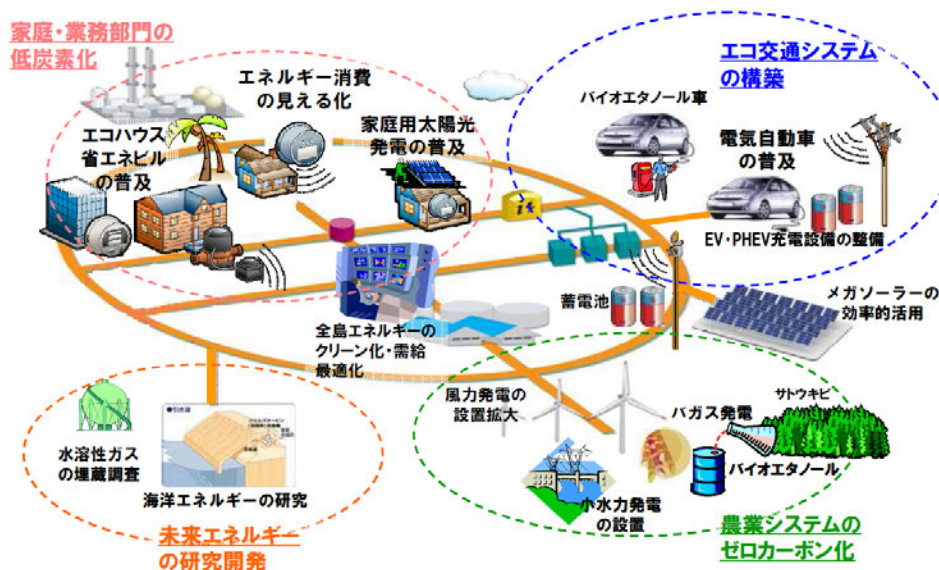 家庭・業務部門の
低炭素化
エネルギー消費
の見える化
エコハウス
省エネビル
の普及
家庭用太陽光
発電の普及
エコ交通システム
の構築
バイオエタノール車
電気自動車
の普及
EV・PHEV充電設備の整備
蓄電池
メガソーラーの
効率的活用
全島エネルギーの
クリーン化・需給
最適化
風力発電の
設置拡大
バガス発電
サトウキビ
バイオエタノール
小水力発電
の設置
農業システムの
ゼロカーボン化
水溶性ガス
の埋蔵調査
海洋エネルギーの研究
未来エネルギー
の研究開発